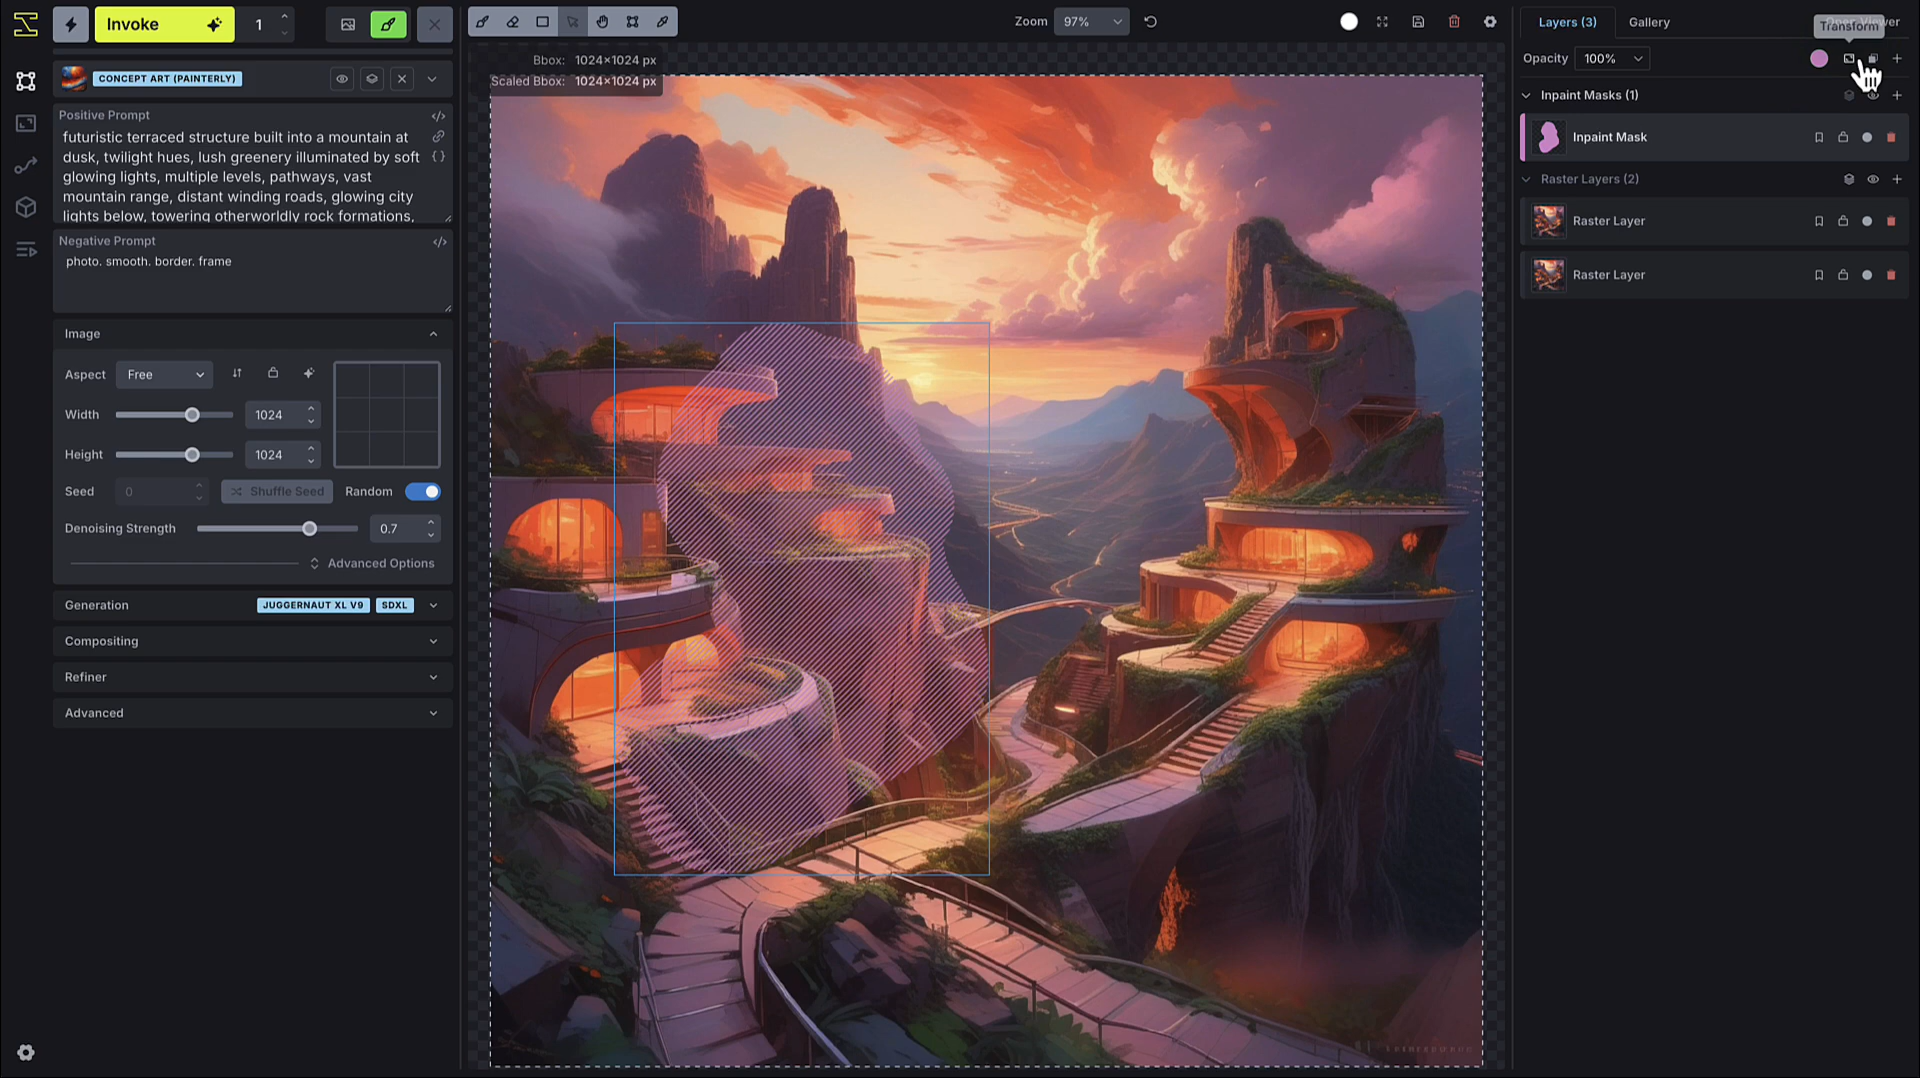 Invoke
1
Zoom
97%
Layers (3)
Gallery
Transform
Viewer
CONCEPT ART (PAINTERLY)
Bbox: 1024×1024 px
Scaled Bbox: 1024×1024 px
Opacity
100%
Positive Prompt
futuristic terraced structure built into a mountain at
dusk, twilight hues, lush greenery illuminated by soft
glowing lights, multiple levels, pathways, vast
mountain range, distant winding roads, glowing city
lights below, towering otherworldly rock formations,
Negative Prompt
photo. smooth. border. frame
Inpaint Masks (1)
Inpaint Mask
Raster Layers (2)
Raster Layer
Raster Layer
Image
Aspect
Free
Width
1024
Height
1024
Seed
0
Shuffle Seed
Random
Denoising Strength
0.7
Advanced Options
Generation
JUGGERNAUT XL V9
SDXL
Compositing
Refiner
Advanced